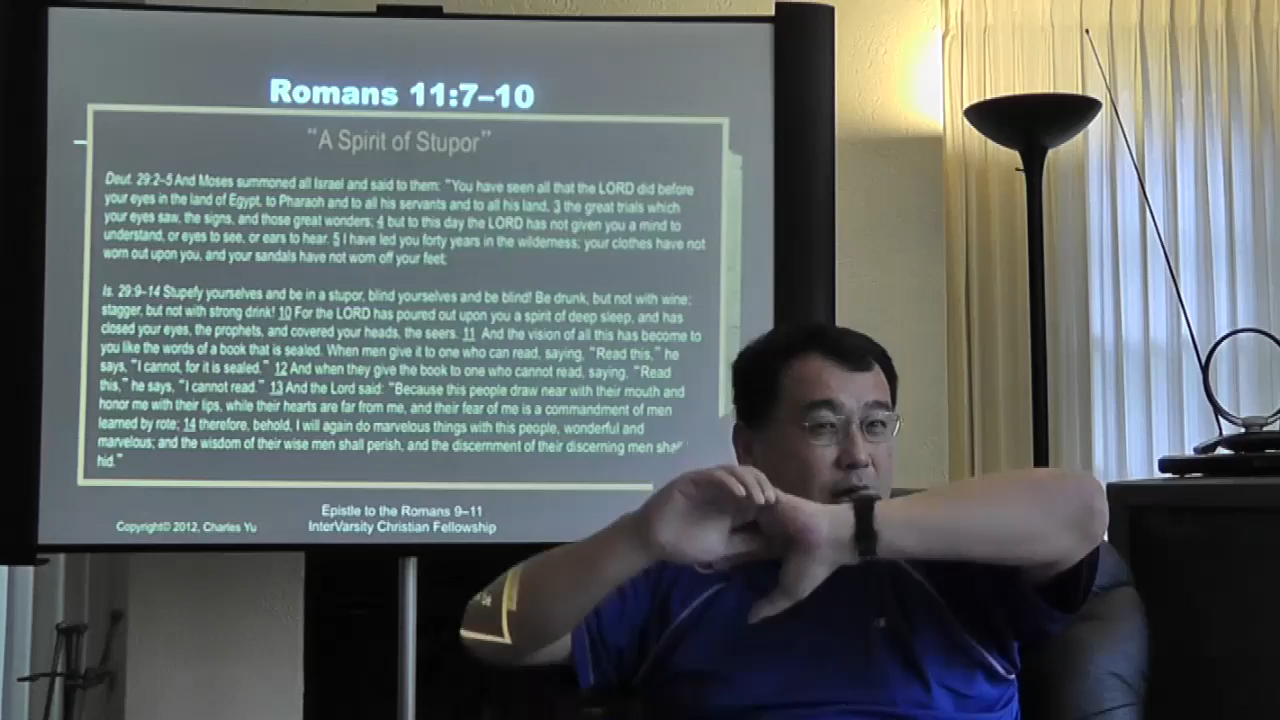 Romans 11:7–10
“A Spirit of Stupor”
Deut. 29:2–5 And Moses summoned all Israel and said to them: “You have seen all that the LORD did before
your eyes in the land of Egypt, to Pharaoh and to all his servants and to all his land, 3 the great trials which
your eyes saw, the signs, and those great wonders; 4 but to this day the LORD has not given you a mind to
understand, or eyes to see, or ears to hear. 5 I have led you forty years in the wilderness; your clothes have not
worn out upon you, and your sandals have not worn off your feet;
Is. 29:9–14 Stupefy yourselves and be in a stupor, blind yourselves and be blind! Be drunk, but not with wine;
stagger, but not with strong drink! 10 For the LORD has poured out upon you a spirit of deep sleep, and has
closed your eyes, the prophets, and covered your heads, the seers. 11 And the vision of all this has become to
you like the words of a book that is sealed. When men give it to one who can read, saying, “Read this,” he
says, “I cannot, for it is sealed.” 12 And when they give the book to one who cannot read, saying, “Read
this,” he says, “I cannot read.” 13 And the Lord said: “Because this people draw near with their mouth and
honor me with their lips, while their hearts are far from me, and their fear of me is a commandment of men
learned by rote; 14 therefore, behold, I will again do marvelous things with this people, wonderful and
marvelous; and the wisdom of their wise men shall perish, and the discernment of their discerning men
hid.”
Epistle to the Romans 9–11
Copyright© 2012, Charles Yu
InterVarsity Christian Fellowship